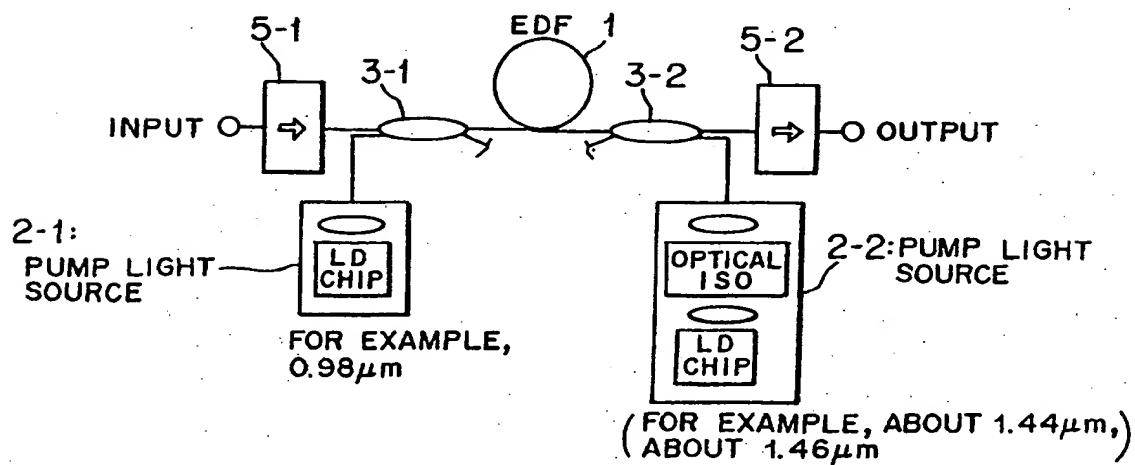 5-1
3-1
EDF
1
3-2
5-2
INPUT
⇨
⇨
OUTPUT
2-1:
PUMP LIGHT
SOURCE
LD
CHIP
FOR EXAMPLE,
0.98μm
OPTICAL
ISO
LD
CHIP
2-2: PUMP LIGHT
SOURCE
(FOR EXAMPLE, ABOUT 1.44μm,
ABOUT 1.46μm)